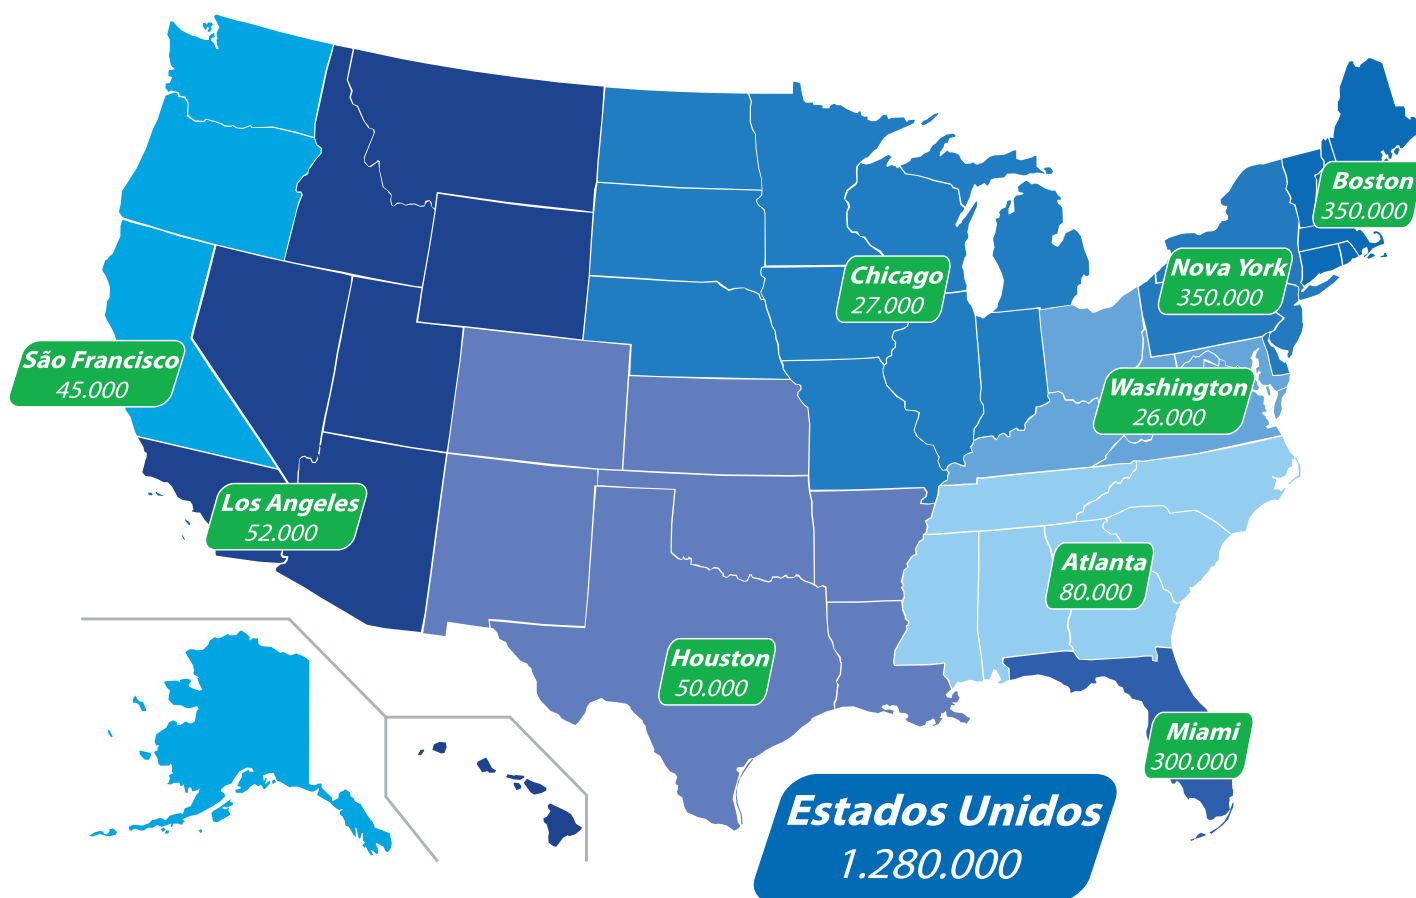 Boston
350.000
Nova York
350.000
Chicago
27.000
São Francisco
45.000
Washington
26.000
Los Angeles
52.000
Atlanta
80.000
Houston
50.000
Miami
300.000
Estados Unidos
1.280.000